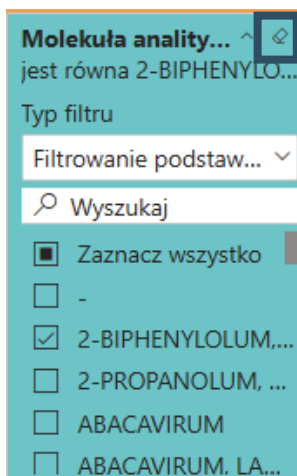 Molekuła anality...
jest równa 2-BIPHENYLO...
Typ filtru
Filtrowanie podstaw...
Wyszukaj
Zaznacz wszystko
-
2-BIPHENYLOLUM,...
2-PROPANOLUM, ...
ABACAVIRUM
ABACAVIRUM, LA...